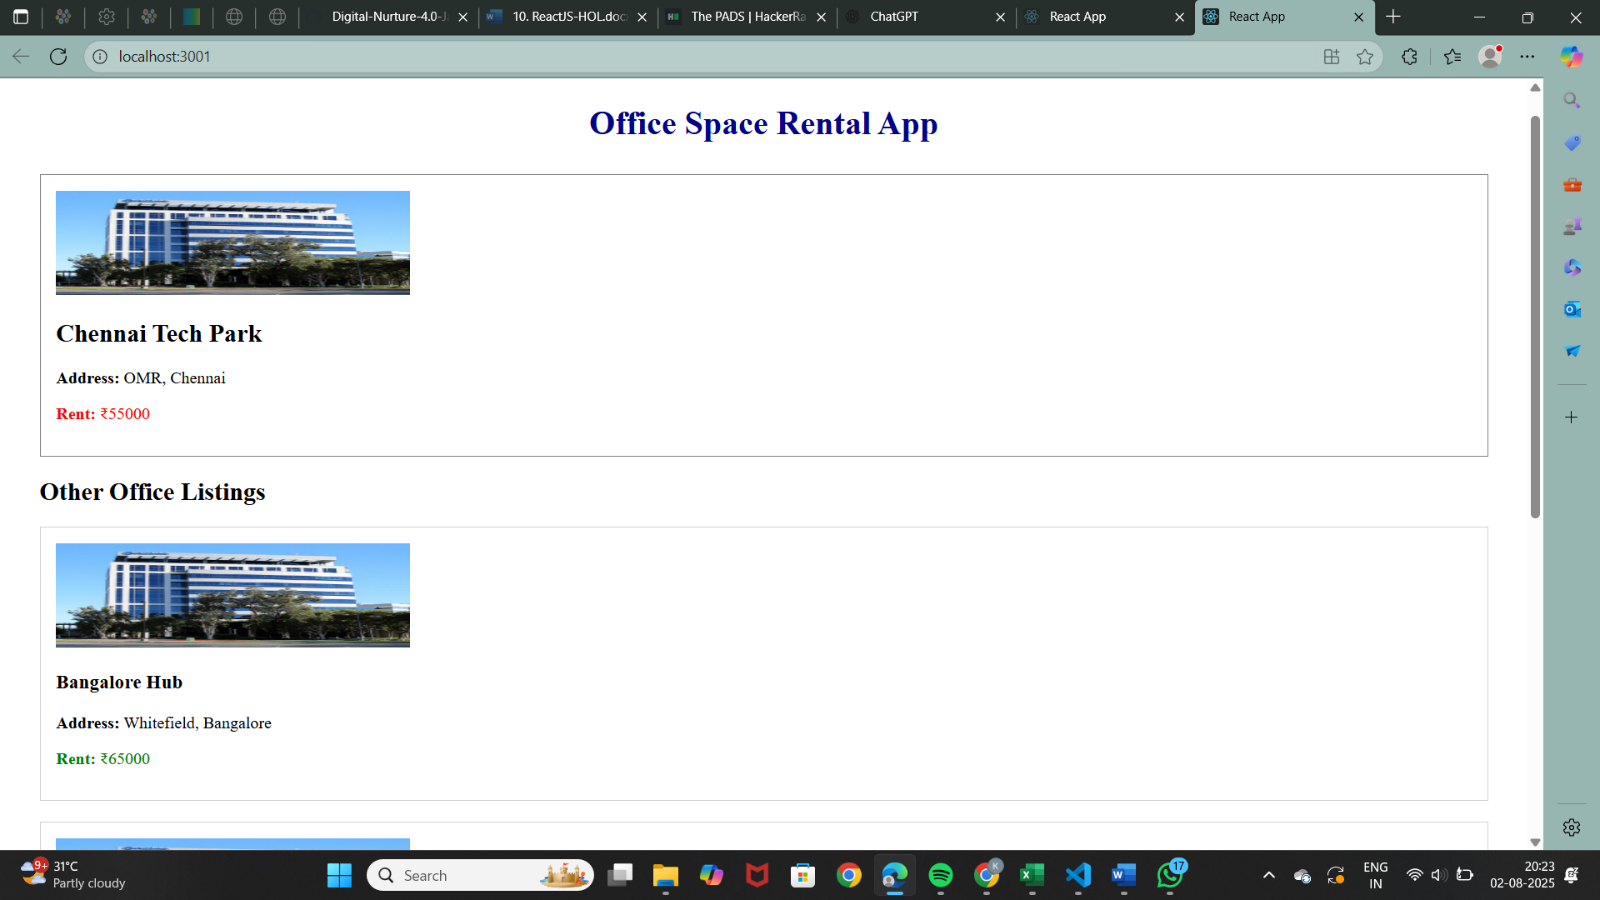 Digital-Nurture-4.0-J
10. ReactJS-HOL.doc
The PADS | HackerRa
ChatGPT
React App
React App
localhost:3001
Office Space Rental App
Chennai Tech Park
Address: OMR, Chennai
Rent: ₹55000
Other Office Listings
Bangalore Hub
Address: Whitefield, Bangalore
Rent: ₹65000
9+
31°C
Partly cloudy
Search
K
17
ENG
IN
20:23
02-08-2025